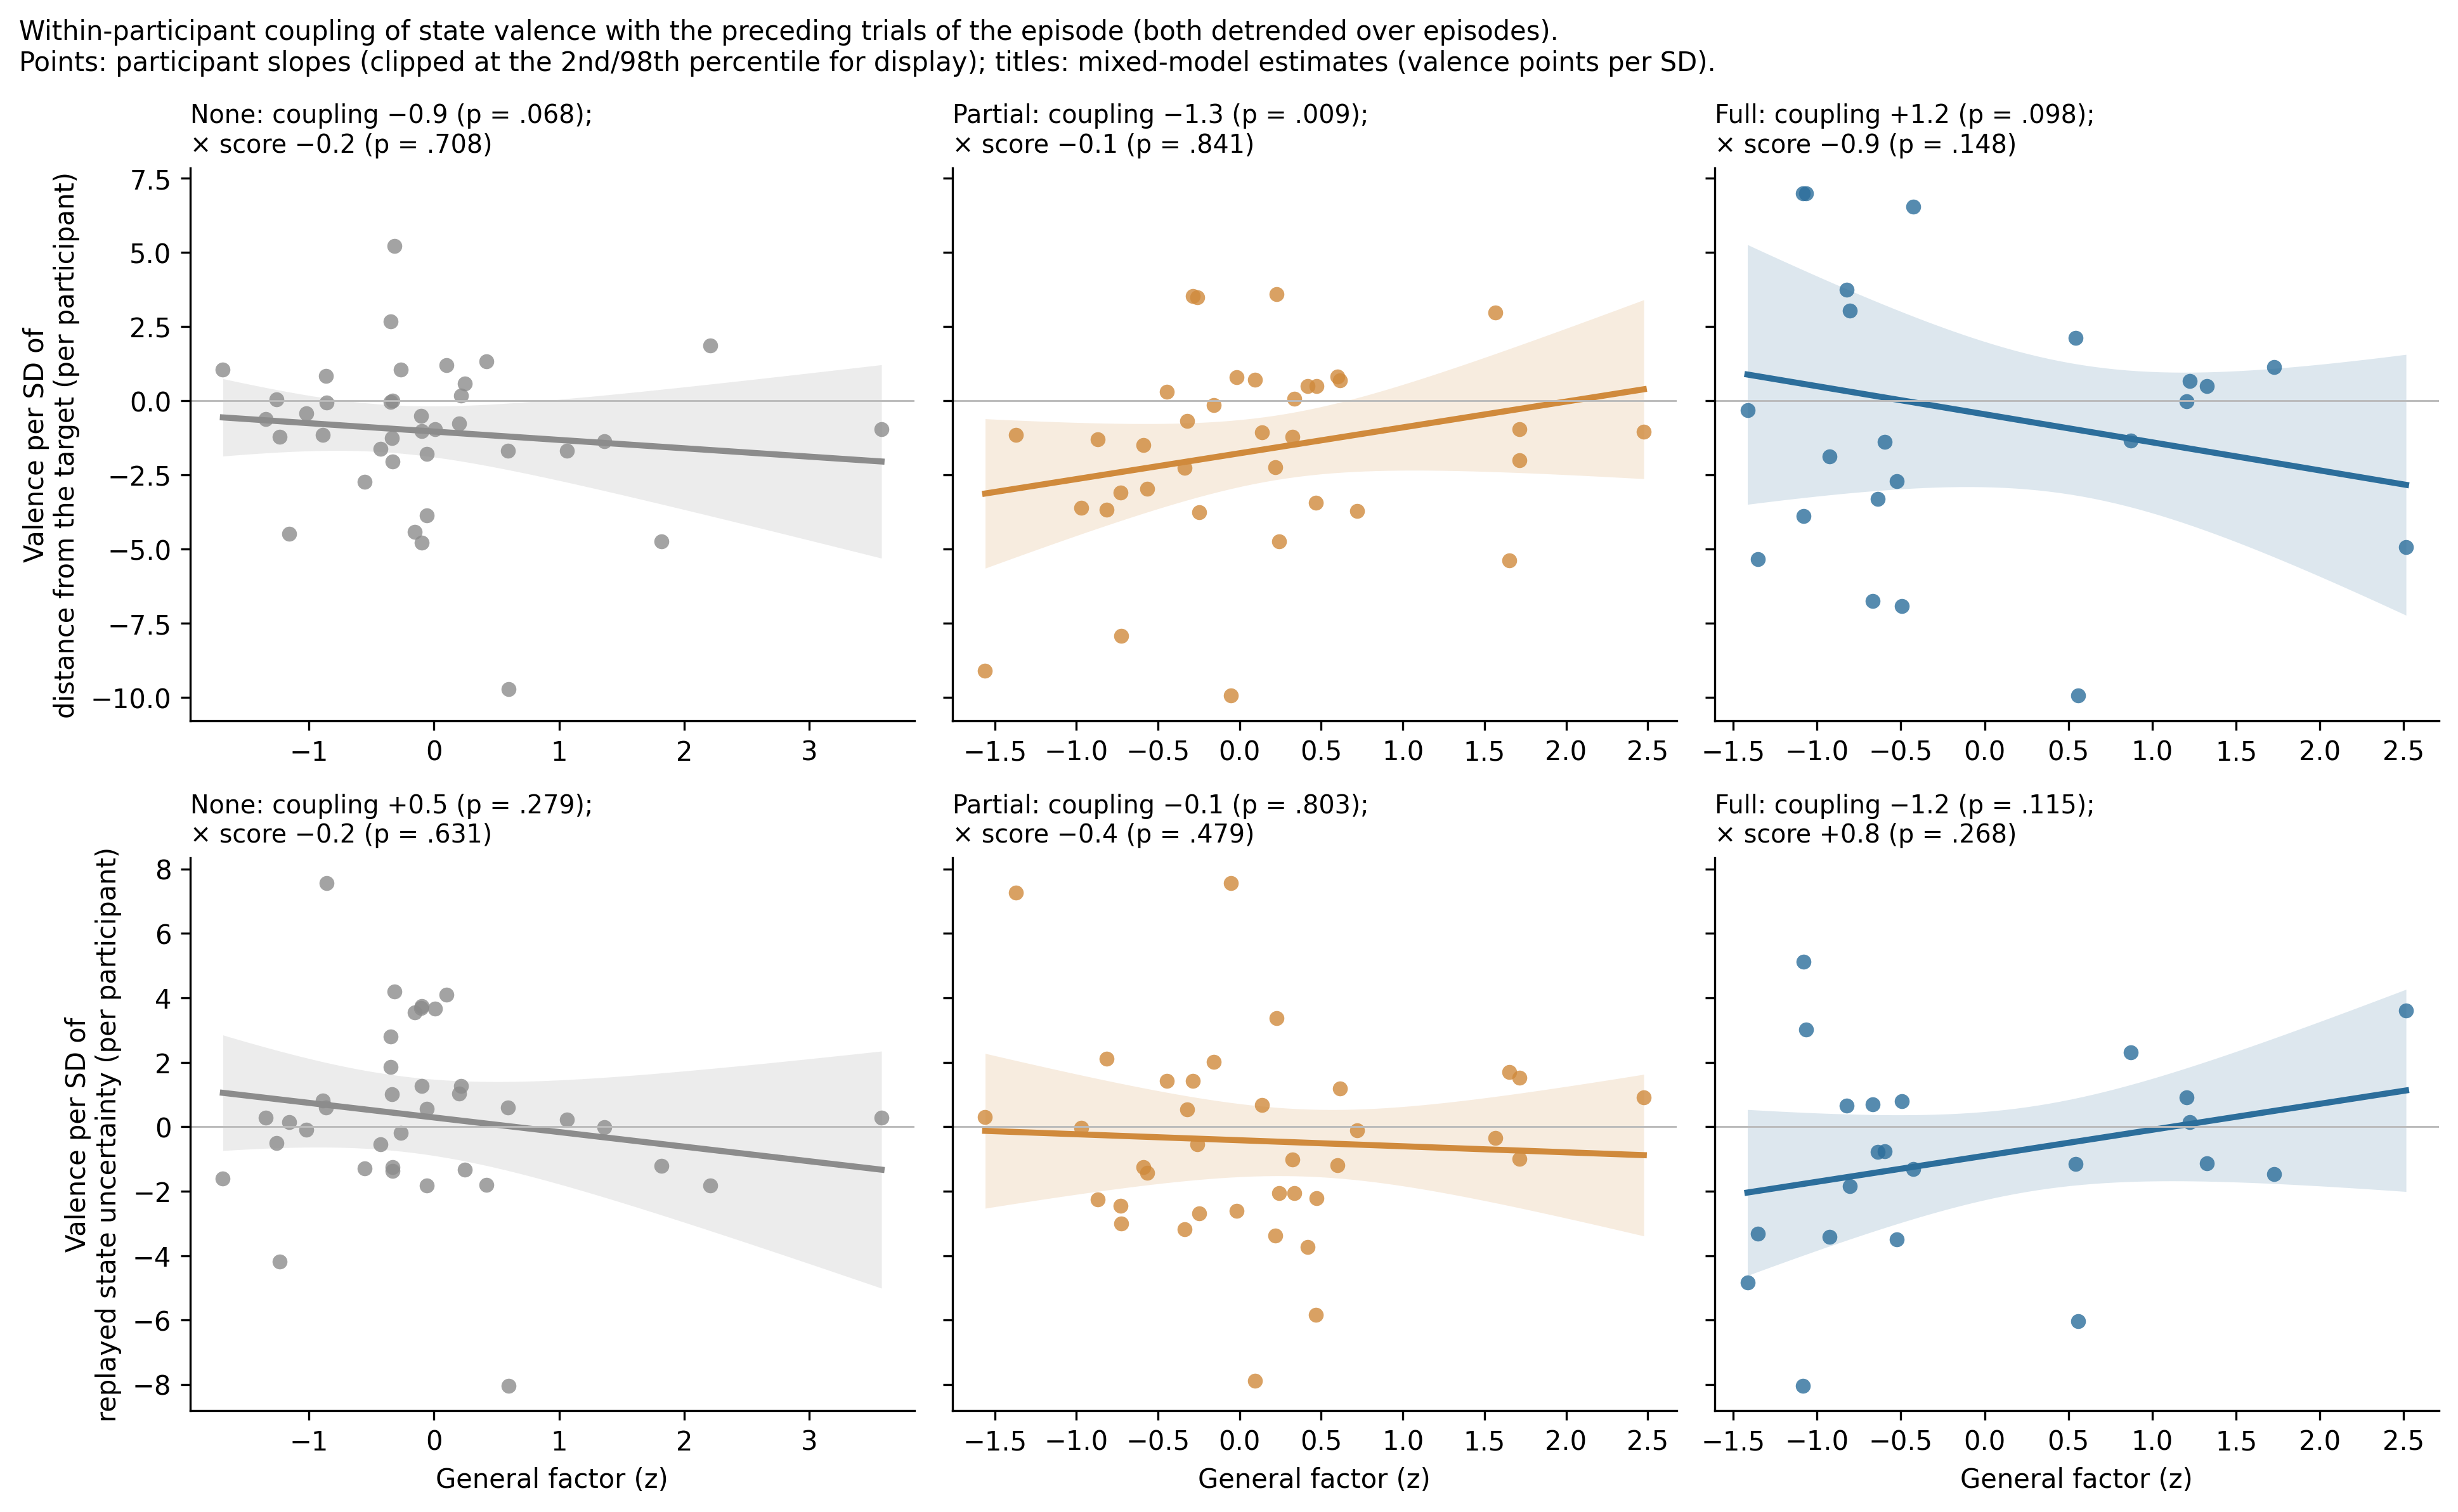 Within-participant coupling of state valence with the preceding trials of the episode (both detrended over episodes).
Points: participant slopes (clipped at the 2nd/98th percentile for display); titles: mixed-model estimates (valence points per SD).
None: coupling −0.9 (p = .068);
× score −0.2 (p = .708)
Partial: coupling −1.3 (p = .009);
× score −0.1 (p = .841)
Full: coupling +1.2 (p = .098);
× score −0.9 (p = .148)
Valence per SD of
distance from the target (per participant)
7.5
5.0
2.5
0.0
−2.5
−5.0
−7.5
−10.0
−1 0 1 2 3
−1.5 −1.0 −0.5 0.0 0.5 1.0 1.5 2.0 2.5
−1.5 −1.0 −0.5 0.0 0.5 1.0 1.5 2.0 2.5
None: coupling +0.5 (p = .279);
× score −0.2 (p = .631)
Partial: coupling −0.1 (p = .803);
× score −0.4 (p = .479)
Full: coupling −1.2 (p = .115);
× score +0.8 (p = .268)
Valence per SD of
replayed state uncertainty (per participant)
8
6
4
2
0
−2
−4
−6
−8
−1 0 1 2 3
−1.5 −1.0 −0.5 0.0 0.5 1.0 1.5 2.0 2.5
−1.5 −1.0 −0.5 0.0 0.5 1.0 1.5 2.0 2.5
General factor (z)
General factor (z)
General factor (z)